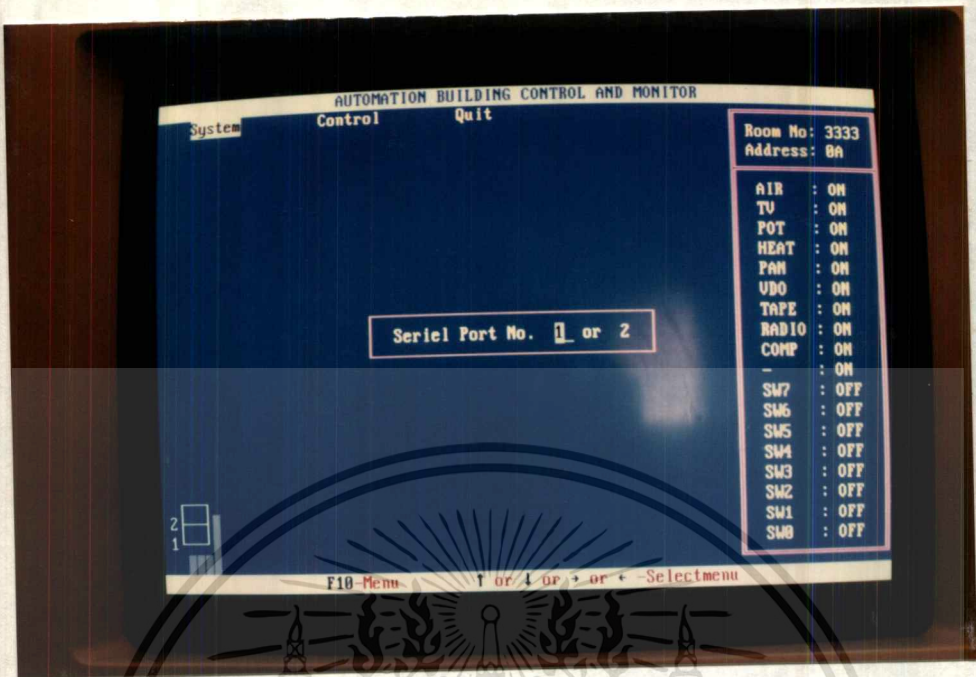 AUTOMATION BUILDING CONTROL AND MONITOR
System Control Quit
Room No: 3333
Address: 0A
AIR : ON
TV : ON
POT : ON
HEAT : ON
PAN : ON
VDO : ON
TAPE : ON
RADIO : ON
COMP : ON
- : ON
SW7 : OFF
SW6 : OFF
SW5 : OFF
SW4 : OFF
SW3 : OFF
SW2 : OFF
SW1 : OFF
SW0 : OFF
Seriel Port No. 1 or 2
2
1
F10-Menu ↑ or ↓ or → or ← -Selectmenu